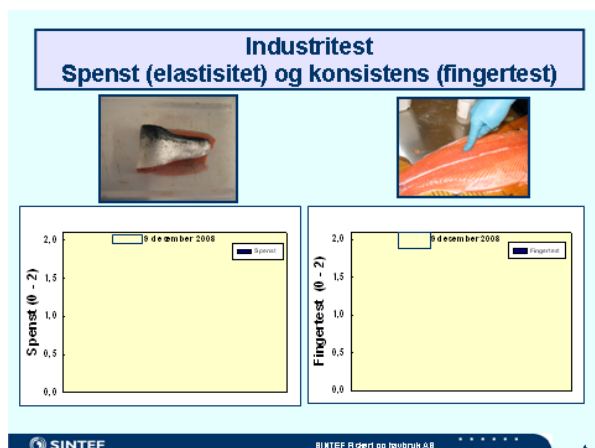 Industritest
Spenst (elastisitet) og konsistens (fingertest)
9 desember 2008
Spenst
Spenst (0 - 2)
2,0
1,5
1,0
0,5
0,0
9 desember 2008
Fingertest
Fingertest (0 - 2)
2,0
1,5
1,0
0,5
0,0
SINTEF
SINTEF Fiskeri og havbruk AS